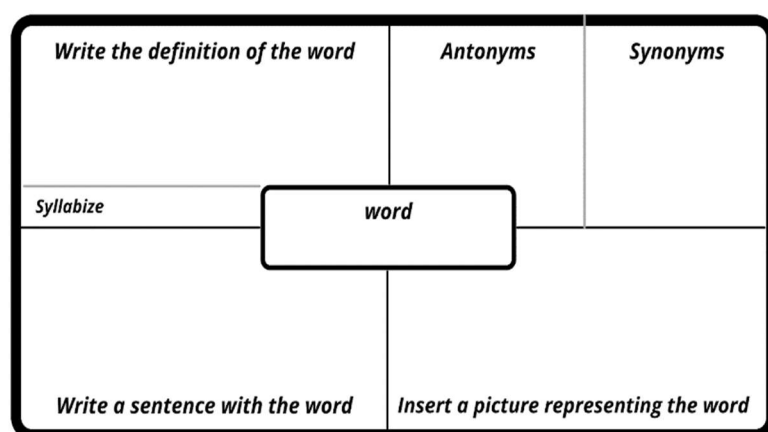 Write the definition of the word
Antonyms
Synonyms
Syllabize
word
Write a sentence with the word
Insert a picture representing the word